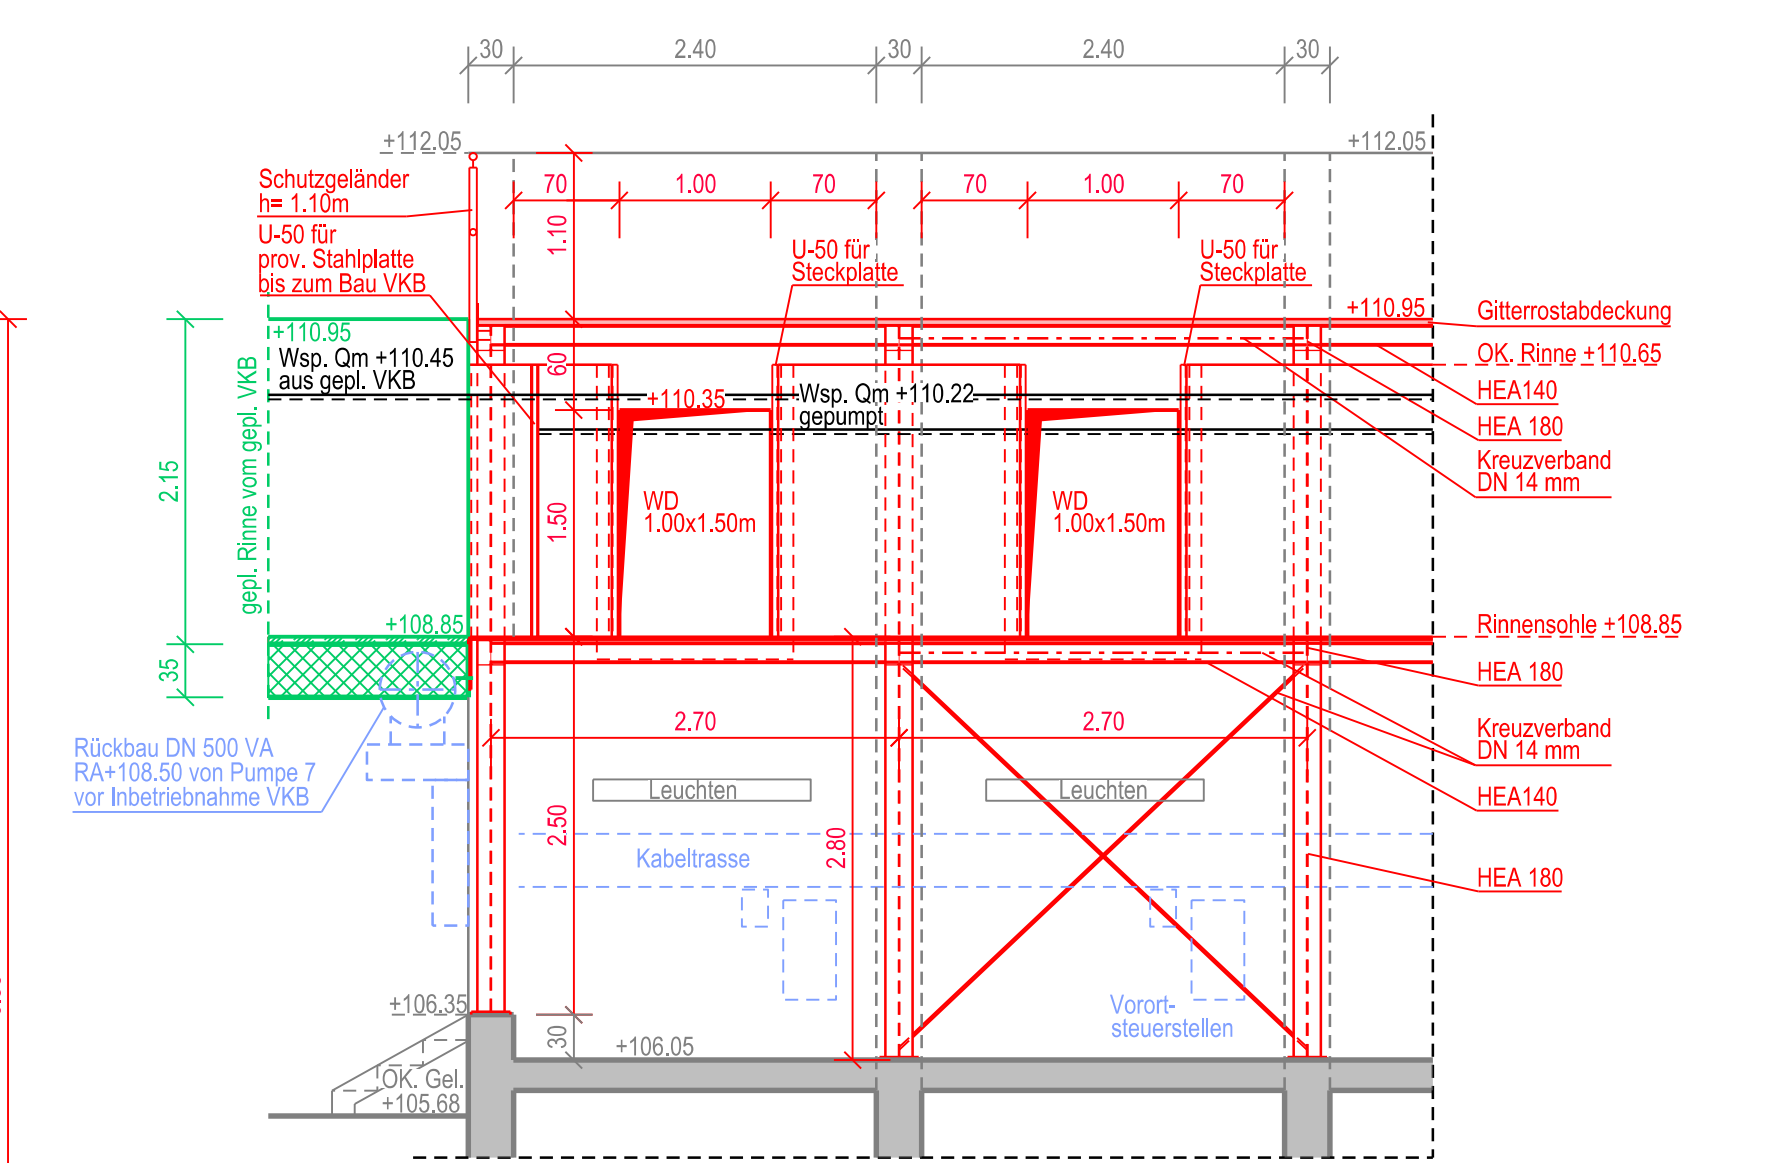 30
2.40
30
2.40
30
+112.05
+112.05
Schutzgeländer
h= 1.10m
70
1.00
70
70
1.00
70
1.10
U-50 für
prov. Stahlplatte
bis zum Bau VKB
U-50 für
Steckplatte
U-50 für
Steckplatte
+110.95
Gitterrostabdeckung
+110.95
Wsp. Qm +110.45
aus gepl. VKB
60
OK. Rinne +110.65
+110.35
Wsp. Qm +110.22
gepumpt
HEA140
HEA 180
Kreuzverband
DN 14 mm
2.15
gepl. Rinne vom gepl. VKB
1.50
WD
1.00x1.50m
WD
1.00x1.50m
+108.85
Rinnensohle +108.85
35
HEA 180
2.70
2.70
Kreuzverband
DN 14 mm
Rückbau DN 500 VA
RA+108.50 von Pumpe 7
vor Inbetriebnahme VKB
Leuchten
Leuchten
HEA140
2.50
2.80
Kabeltrasse
HEA 180
+106.35
Vorort-
steuerstellen
30
+106.05
OK. Gel.
+105.68